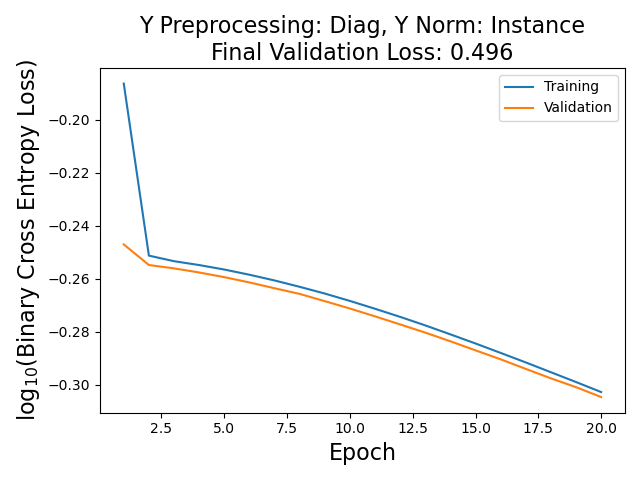 Y Preprocessing: Diag, Y Norm: Instance
Final Validation Loss: 0.496
Training
Validation
log₁₀(Binary Cross Entropy Loss)
−0.20
−0.22
−0.24
−0.26
−0.28
−0.30
2.5 5.0 7.5 10.0 12.5 15.0 17.5 20.0
Epoch